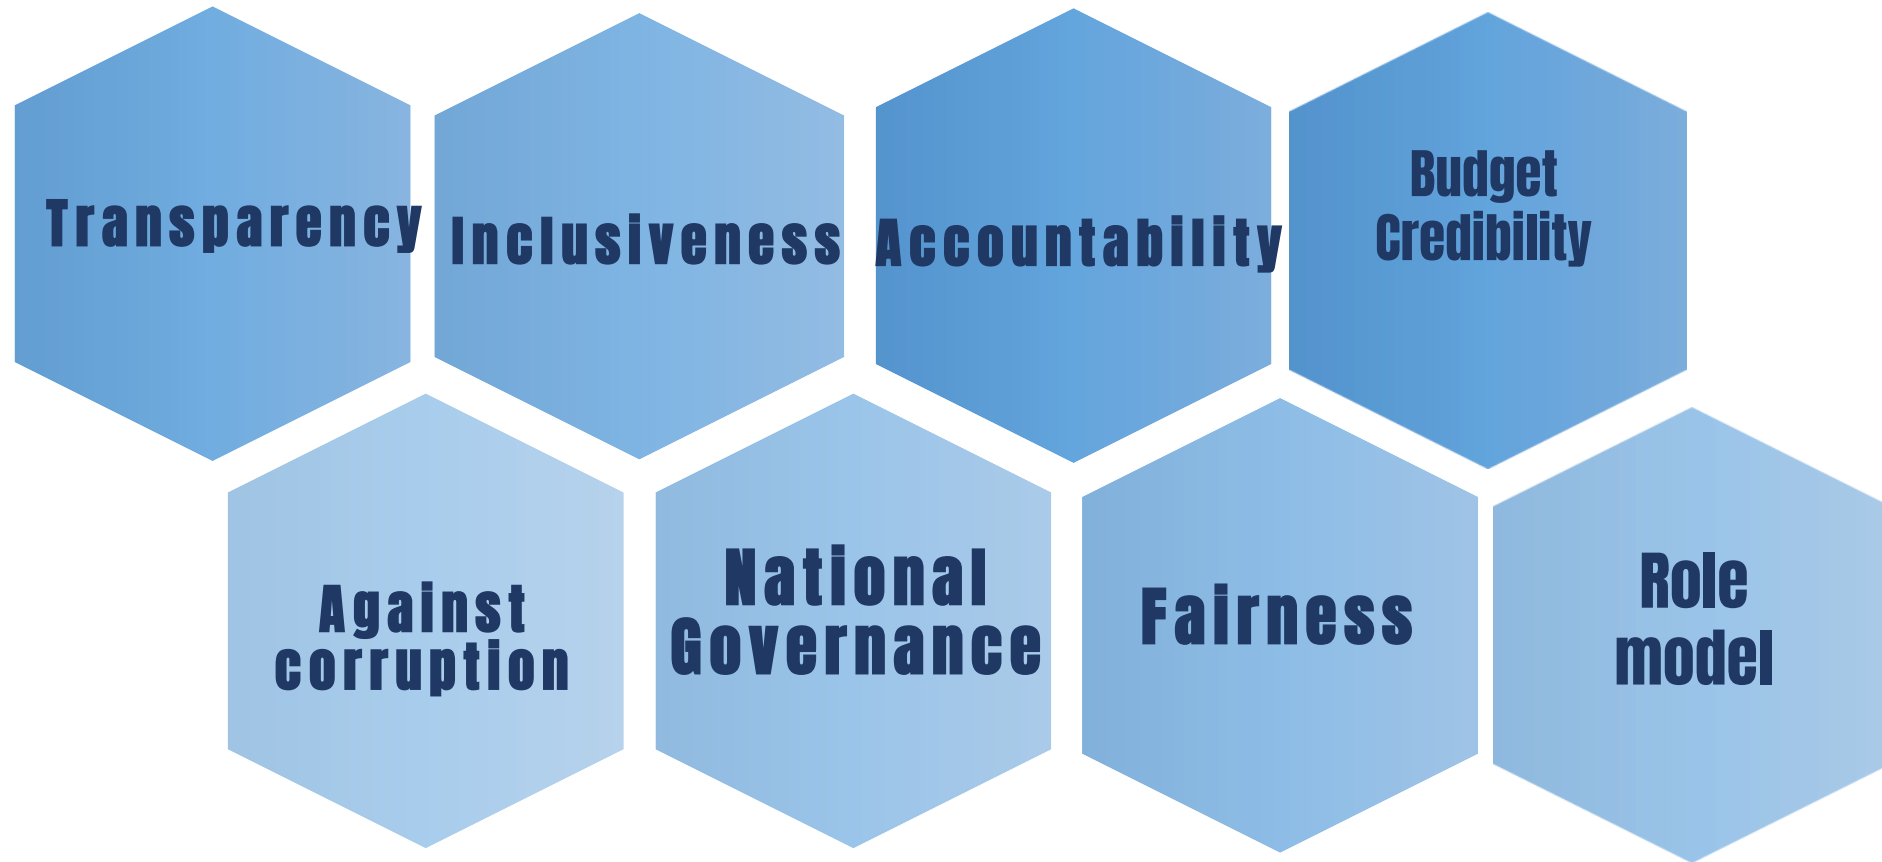 Transparency
Inclusiveness
Accountability
Budget
Credibility
Against
corruption
National
Governance
Fairness
Role
model